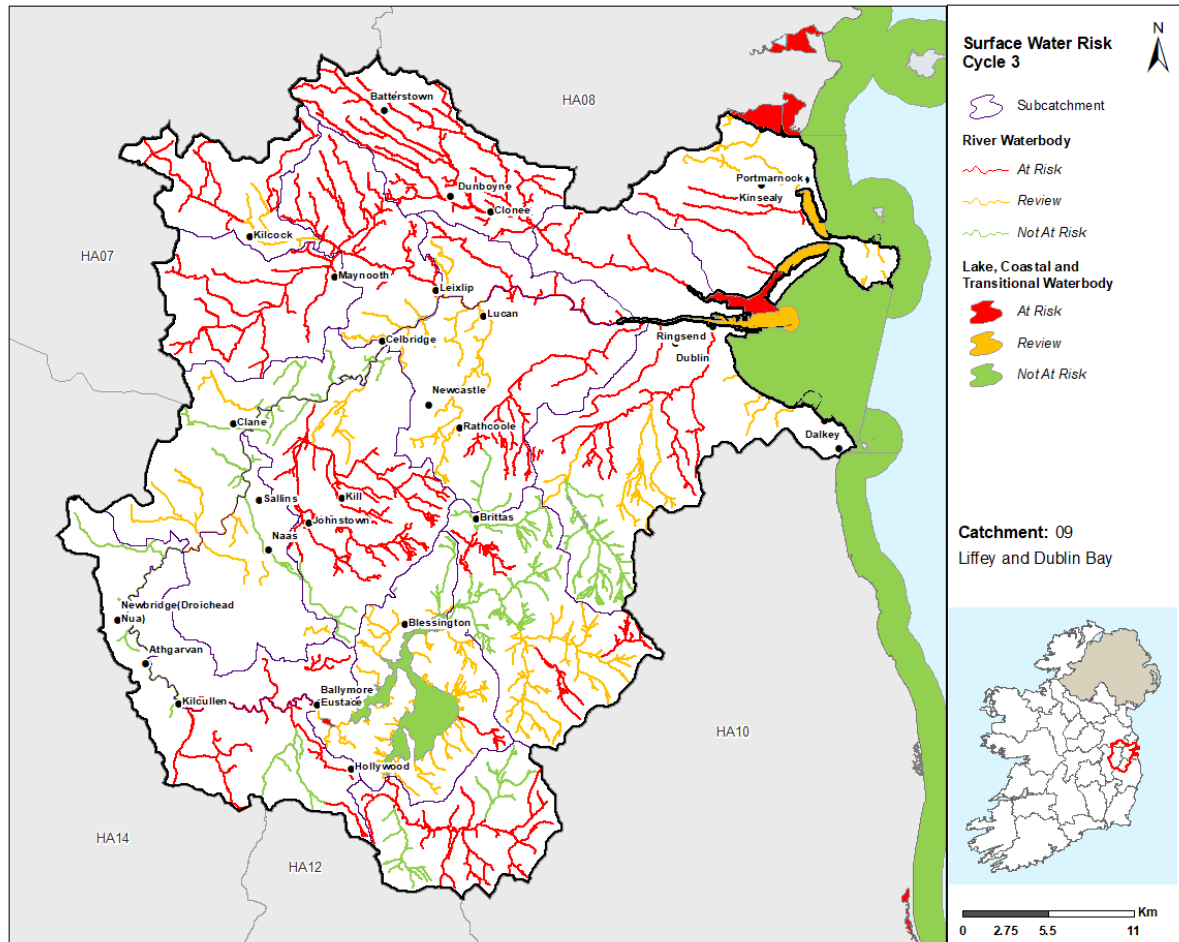 HA08
Batterstown
Portmarnock
Kinsealy
Dunboyne
Clonee
Kilcock
HA07
Maynooth
Leixlip
Lucan
Ringsend
Dublin
Celbridge
Newcastle
Clane
Rathcoole
Dalkey
Sallins
Kill
Johnstown
Brittas
Naas
Newbridge(Droichead
Nua)
Blessington
Athgarvan
Ballymore
Eustace
Kilcullen
HA10
Hollywood
HA14
HA12
Surface Water Risk
Cycle 3
N
Subcatchment
River Waterbody
At Risk
Review
Not At Risk
Lake, Coastal and
Transitional Waterbody
At Risk
Review
Not At Risk
Catchment: 09
Liffey and Dublin Bay
Km
0 2.75 5.5 11